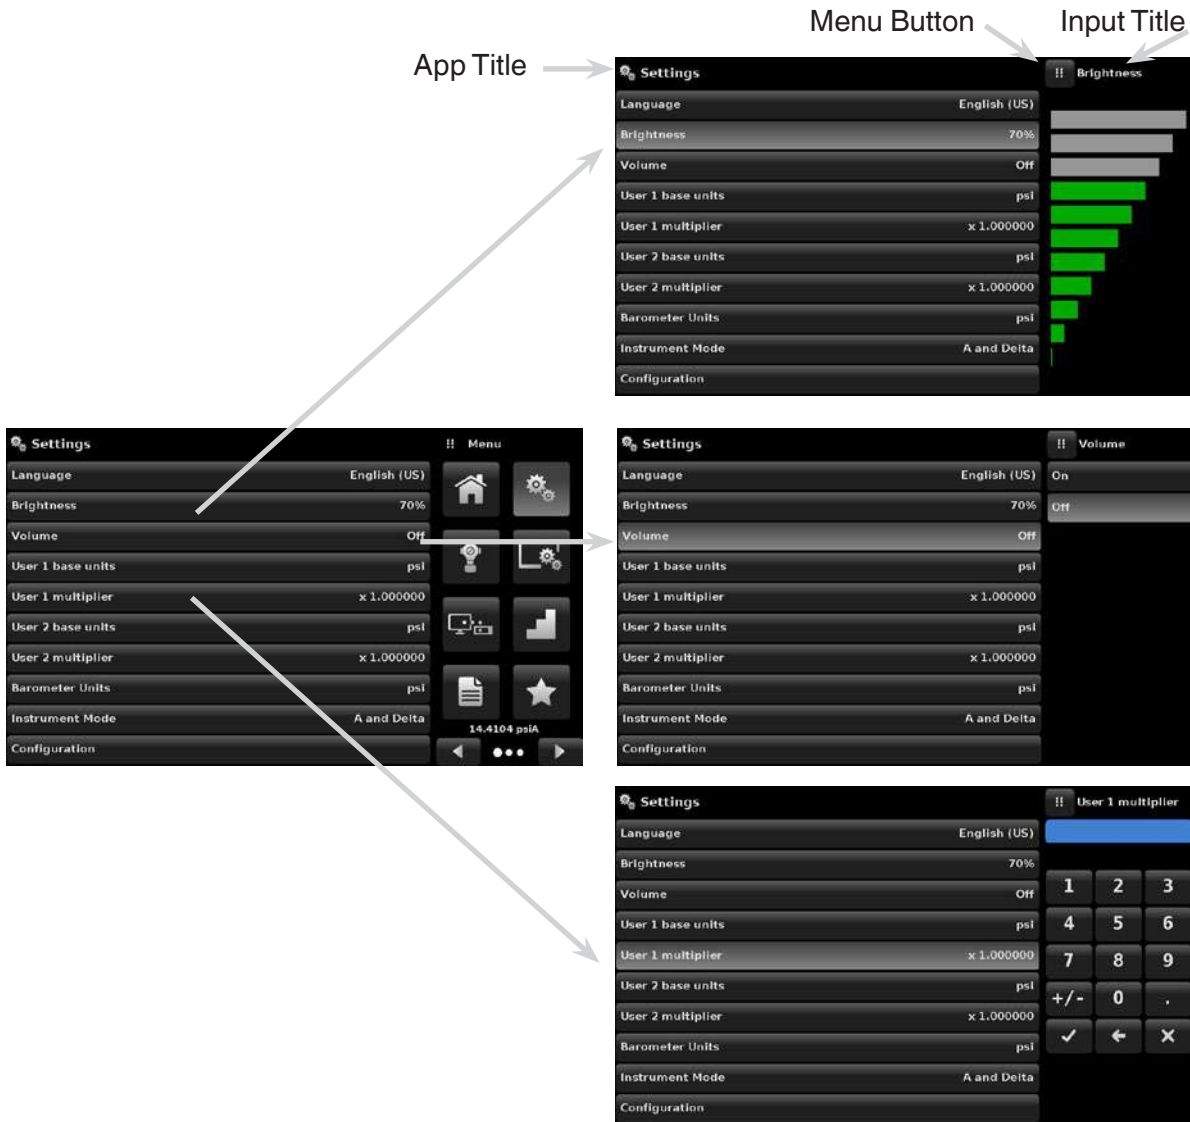 Menu Button
Input Title
App Title
Settings
!! Brightness
Language English (US)
Brightness 70%
Volume Off
User 1 base units psi
User 1 multiplier x 1.000000
User 2 base units psi
User 2 multiplier x 1.000000
Barometer Units psi
Instrument Mode A and Delta
Configuration
Settings
!! Menu
Language English (US)
Brightness 70%
Volume Off
User 1 base units psi
User 1 multiplier x 1.000000
User 2 base units psi
User 2 multiplier x 1.000000
Barometer Units psi
Instrument Mode A and Delta
Configuration
14.4104 psiA
Settings
!! Volume
Language English (US)
On
Brightness 70%
Off
Volume Off
User 1 base units psi
User 1 multiplier x 1.000000
User 2 base units psi
User 2 multiplier x 1.000000
Barometer Units psi
Instrument Mode A and Delta
Configuration
Settings
!! User 1 multiplier
Language English (US)
Brightness 70%
Volume Off
User 1 base units psi
User 1 multiplier x 1.000000
User 2 base units psi
User 2 multiplier x 1.000000
Barometer Units psi
Instrument Mode A and Delta
Configuration
1 2 3
4 5 6
7 8 9
+/- 0 .